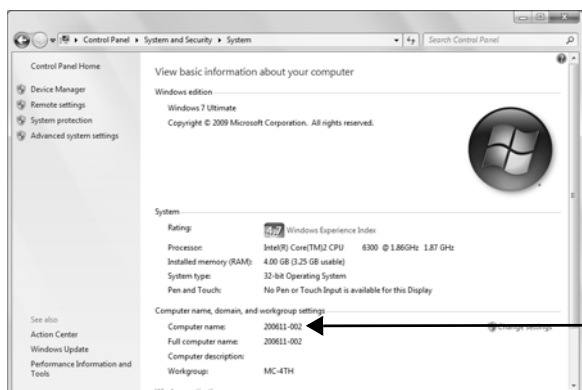 Control Panel ▸ System and Security ▸ System
Search Control Panel
Control Panel Home
Device Manager
Remote settings
System protection
Advanced system settings
View basic information about your computer
Windows edition
Windows 7 Ultimate
Copyright © 2009 Microsoft Corporation. All rights reserved.
System
Rating: 4.7 Windows Experience Index
Processor: Intel(R) Core(TM)2 CPU 6300 @ 1.86GHz 1.87 GHz
Installed memory (RAM): 4.00 GB (3.25 GB usable)
System type: 32-bit Operating System
Pen and Touch: No Pen or Touch Input is available for this Display
Computer name, domain, and workgroup settings
Computer name: 200611-002 Change settings
Full computer name: 200611-002
Computer description:
Workgroup: MC-4TH
See also
Action Center
Windows Update
Performance Information and
Tools